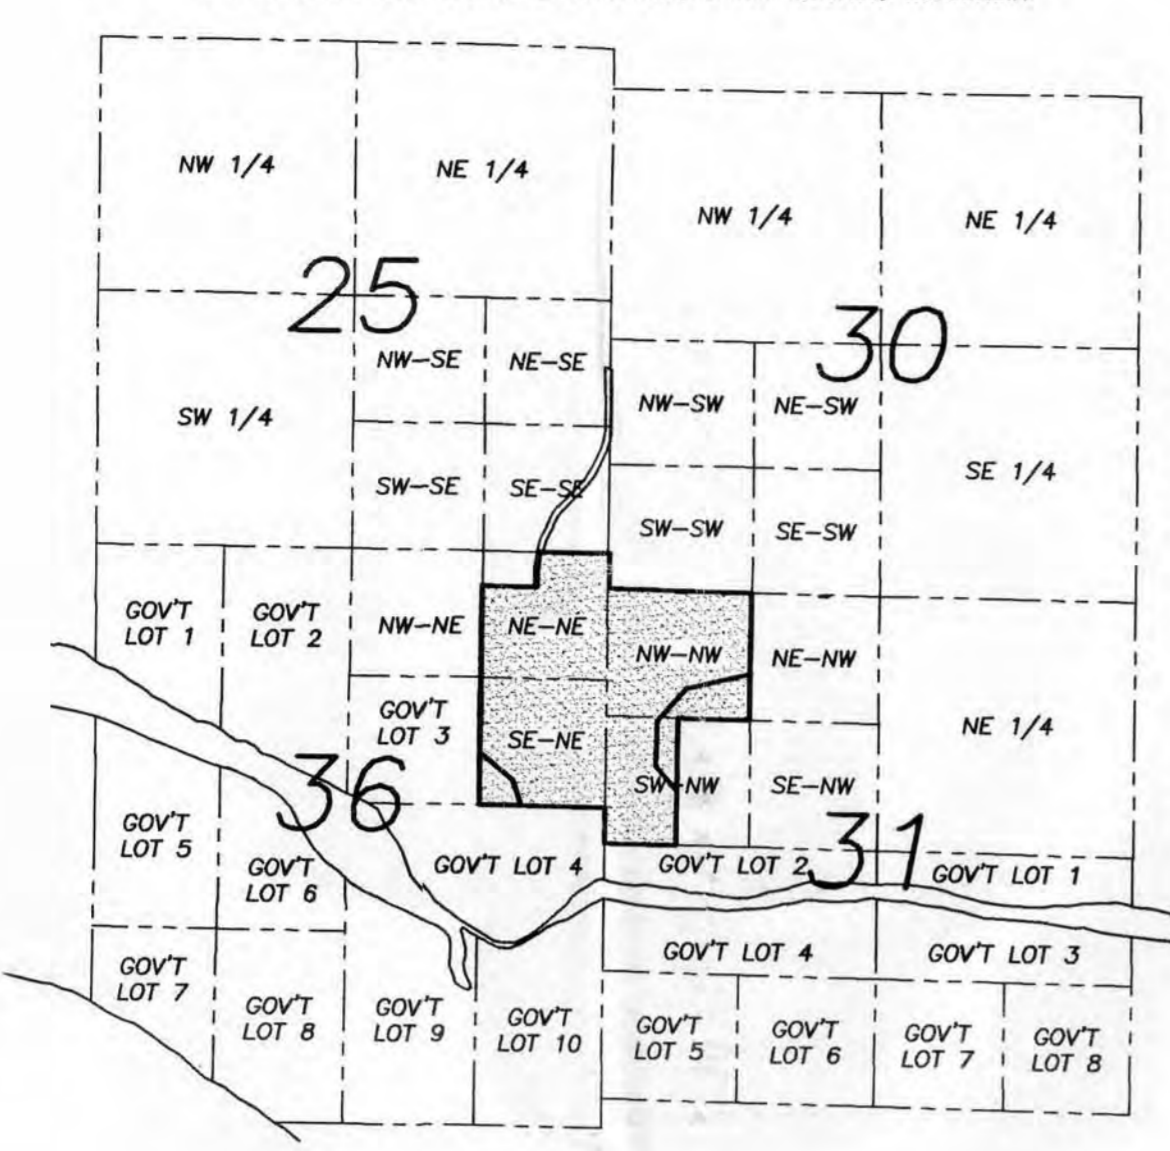 NW 1/4
NE 1/4
NW 1/4
NE 1/4
25
30
NW-SE
NE-SE
NW-SW
NE-SW
SW 1/4
SE 1/4
SW-SE
SE-SE
SW-SW
SE-SW
GOV'T
LOT 1
GOV'T
LOT 2
NW-NE
NE-NE
NW-NW
NE-NW
GOV'T
LOT 3
SE-NE
NE 1/4
36
SW-NW
SE-NW
GOV'T
LOT 5
GOV'T
LOT 6
GOV'T LOT 4
GOV'T LOT 2
31
GOV'T LOT 1
GOV'T LOT 4
GOV'T LOT 3
GOV'T
LOT 7
GOV'T
LOT 8
GOV'T
LOT 9
GOV'T
LOT 10
GOV'T
LOT 5
GOV'T
LOT 6
GOV'T
LOT 7
GOV'T
LOT 8